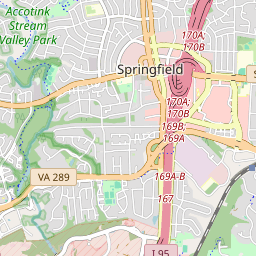 Accotink
Stream
Valley Park
170A;
170B
Springfield
170A;
170B
169B;
169A
VA 289
169A-B
167
I 95